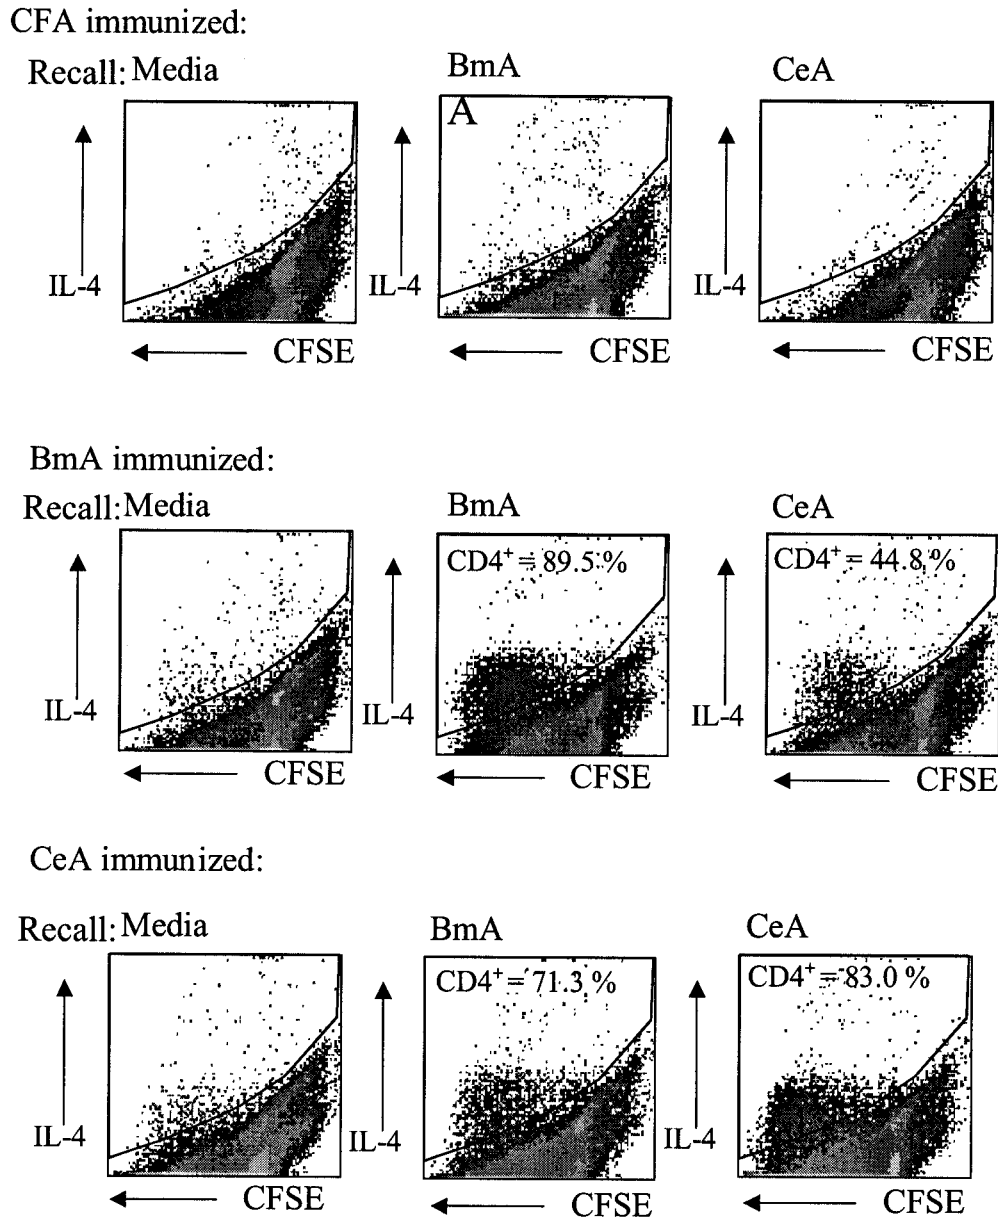 CFA immunized:
Recall: Media BmA CeA
A
IL-4 IL-4 IL-4
CFSE CFSE CFSE
BmA immunized:
Recall: Media BmA CeA
CD4+ = 89.5 % CD4+ = 44.8 %
IL-4 IL-4 IL-4
CFSE CFSE CFSE
CeA immunized:
Recall: Media BmA CeA
CD4+ = 71.3 % CD4+ = 83.0 %
IL-4 IL-4 IL-4
CFSE CFSE CFSE